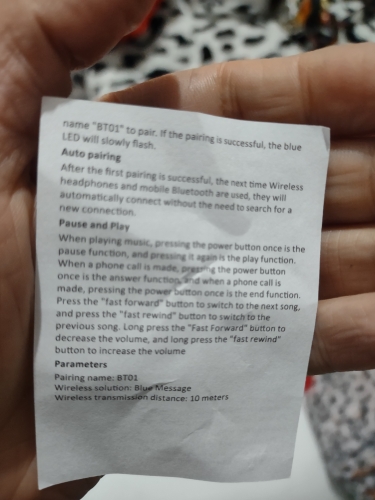 name "BT01" to pair. If the pairing is successful, the blue
LED will slowly flash.
Auto pairing
After the first pairing is successful, the next time Wireless
headphones and mobile Bluetooth are used, they will
automatically connect without the need to search for a
new connection.
Pause and Play
When playing music, pressing the power button once is the
pause function, and pressing it again is the play function.
When a phone call is made, pressing the power button
once is the answer function, and when a phone call is
made, pressing the power button once is the end function.
Press the "fast forward" button to switch to the next song,
and press the "fast rewind" button to switch to the
previous song. Long press the "Fast Forward" button to
decrease the volume, and long press the "fast rewind"
button to increase the volume
Parameters
Pairing name: BT01
Wireless solution: Blue Message
Wireless transmission distance: 10 meters